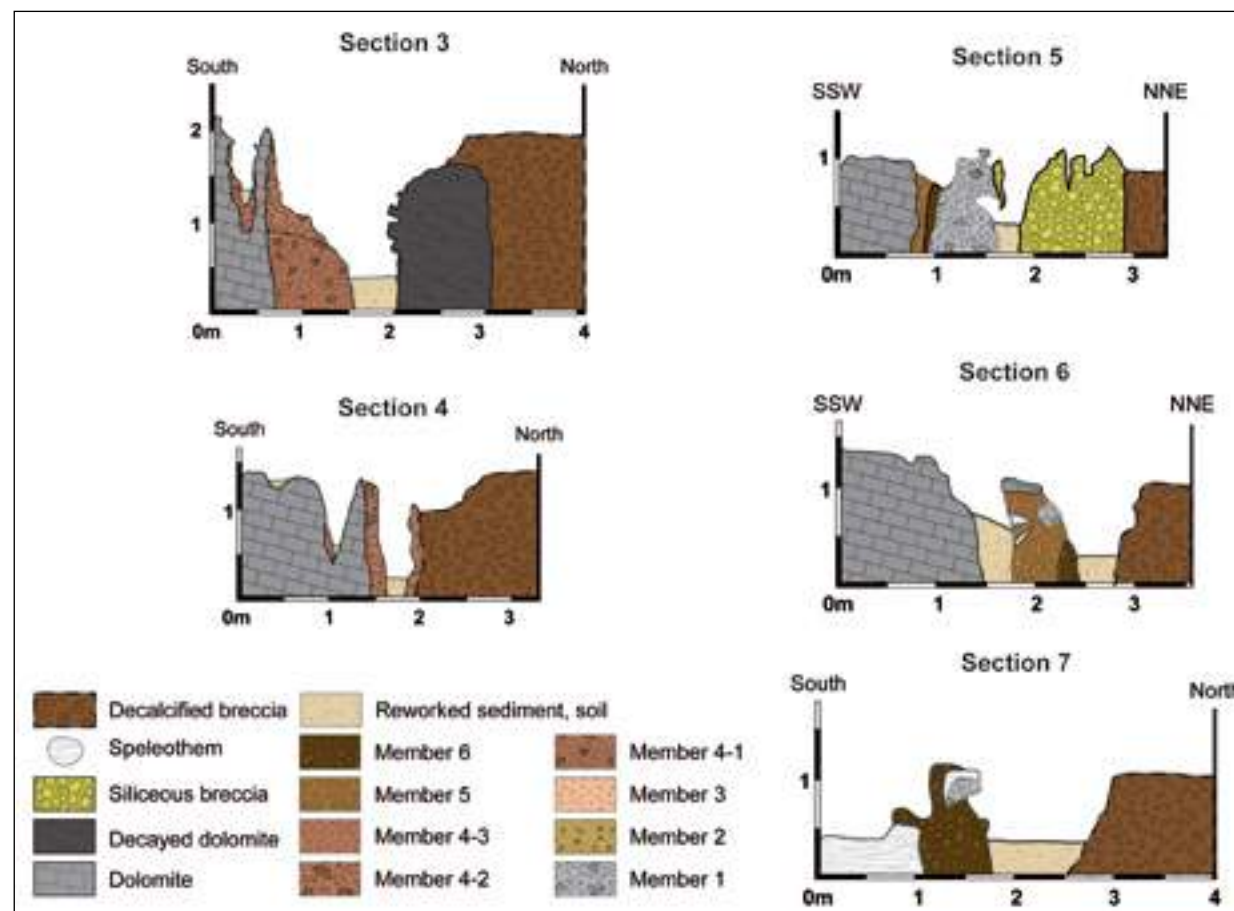 Section 3
South North
2
1
0m 1 2 3 4
Section 5
SSW NNE
1
0m 1 2 3
Section 4
South North
1
0m 1 2 3
Section 6
SSW NNE
1
0m 1 2 3
Section 7
South North
1
0m 1 2 3 4
Decalcified breccia
Speleothem
Siliceous breccia
Decayed dolomite
Dolomite
Reworked sediment, soil
Member 6
Member 5
Member 4-3
Member 4-2
Member 4-1
Member 3
Member 2
Member 1